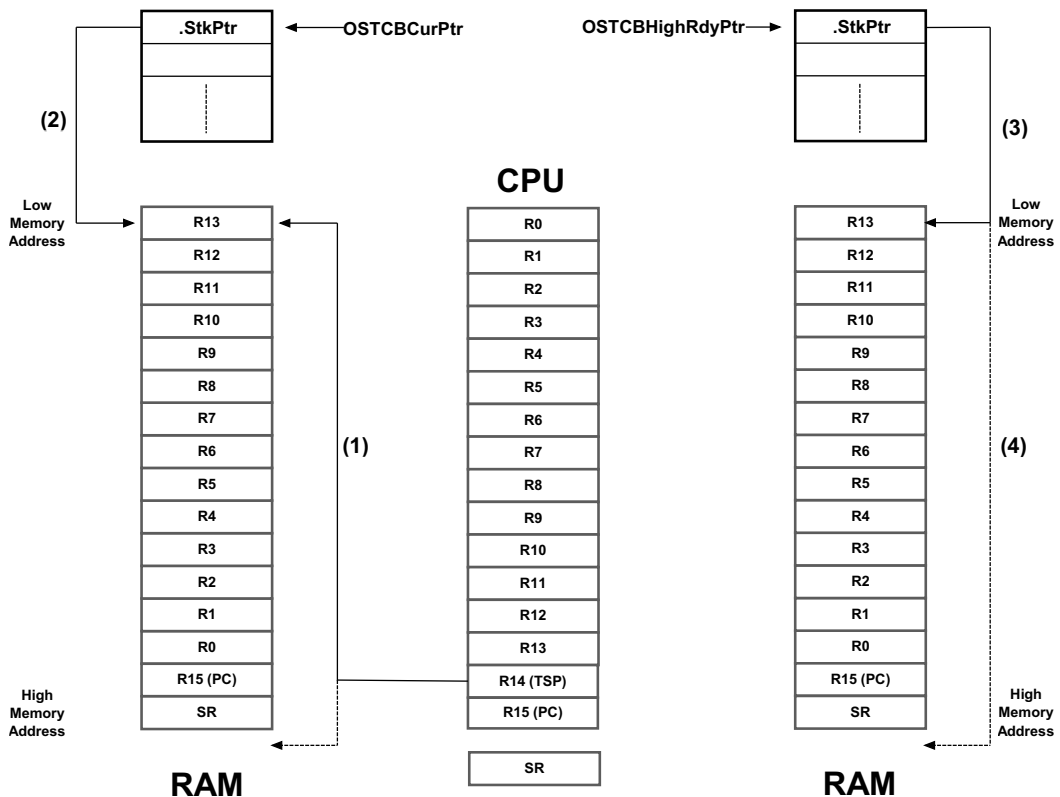 .StkPtr
OSTCBCurPtr
OSTCBHighRdyPtr
.StkPtr
(2)
(3)
CPU
Low
Memory
Address
R13
R12
R11
R10
R9
R8
R7
R6
R5
R4
R3
R2
R1
R0
R15 (PC)
SR
High
Memory
Address
RAM
(1)
R0
R1
R2
R3
R4
R5
R6
R7
R8
R9
R10
R11
R12
R13
R14 (TSP)
R15 (PC)
SR
R13
R12
R11
R10
R9
R8
R7
R6
R5
R4
R3
R2
R1
R0
R15 (PC)
SR
RAM
Low
Memory
Address
(4)
High
Memory
Address